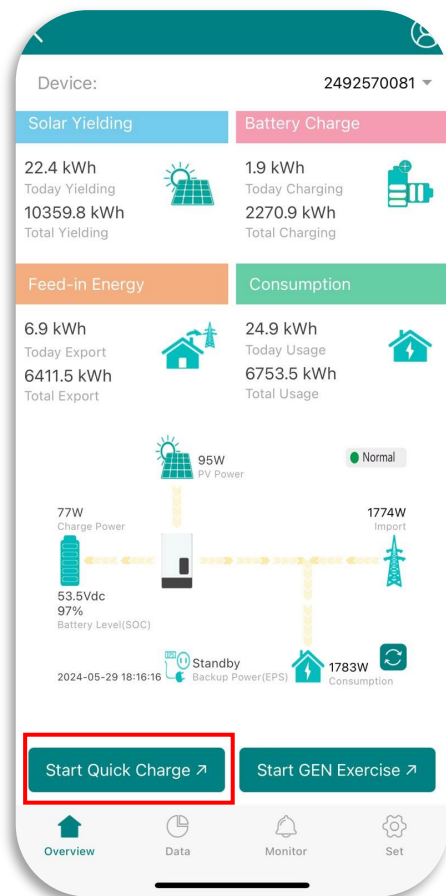 Device: 2492570081
Solar Yielding Battery Charge
22.4 kWh
Today Yielding
10359.8 kWh
Total Yielding
1.9 kWh
Today Charging
2270.9 kWh
Total Charging
Feed-in Energy Consumption
6.9 kWh
Today Export
6411.5 kWh
Total Export
24.9 kWh
Today Usage
6753.5 kWh
Total Usage
95W
PV Power
Normal
77W
Charge Power
1774W
Import
53.5Vdc
97%
Battery Level(SOC)
EPS
Standby
Backup Power(EPS)
1783W
Consumption
2024-05-29 18:16:16
Start Quick Charge ↗ Start GEN Exercise ↗
Overview Data Monitor Set